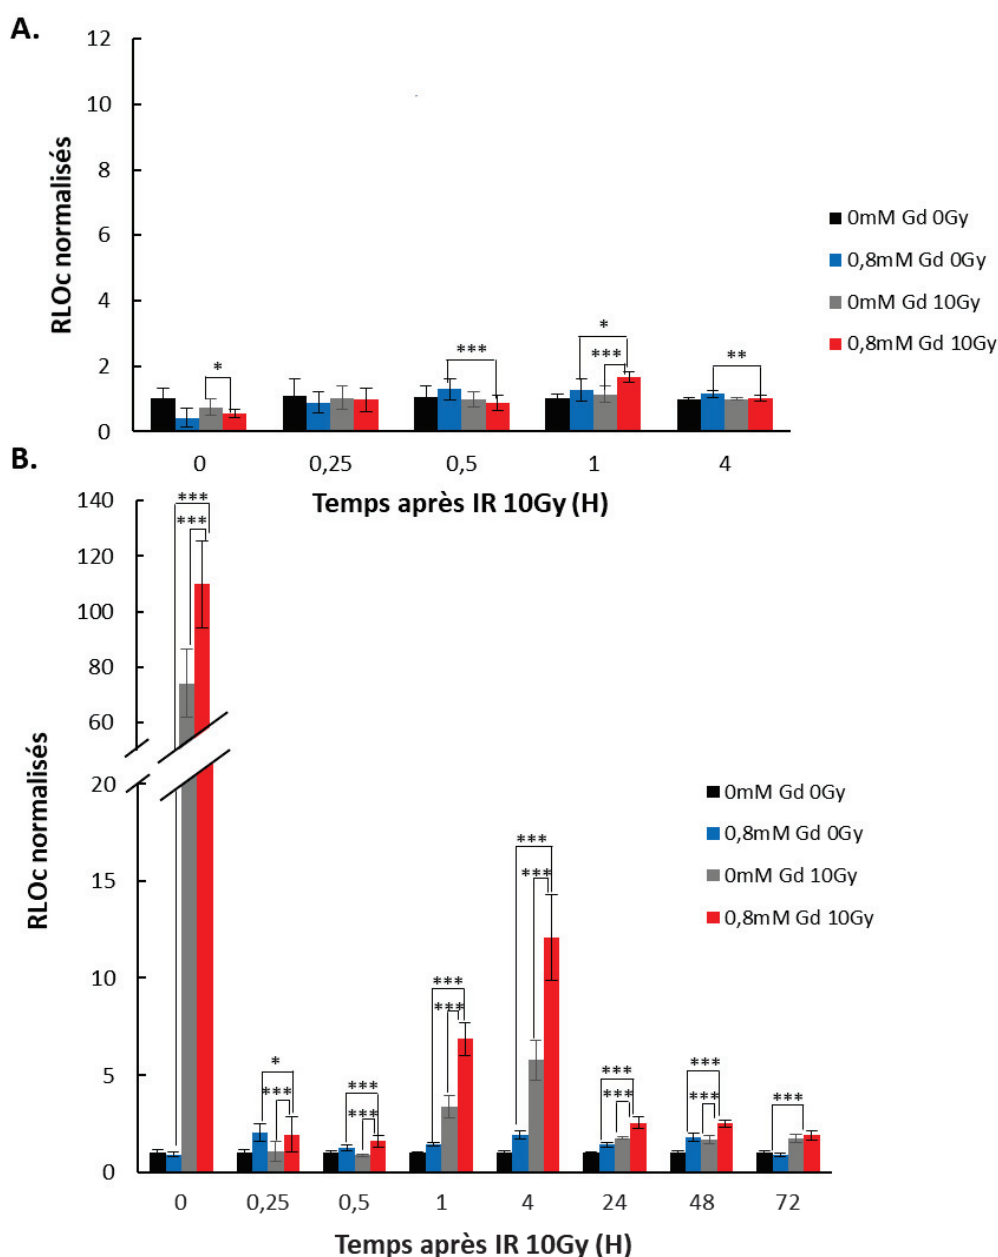 A.
12
10
8
6
4
2
0
RLOc normalisés
* *** * *** **
0 0,25 0,5 1 4
Temps après IR 10Gy (H)
0mM Gd 0Gy
0,8mM Gd 0Gy
0mM Gd 10Gy
0,8mM Gd 10Gy
B.
140
120
100
80
60
20
15
10
5
0
RLOc normalisés
*** *** * *** *** *** *** *** *** *** *** *** *** *** ***
0 0,25 0,5 1 4 24 48 72
Temps après IR 10Gy (H)
0mM Gd 0Gy
0,8mM Gd 0Gy
0mM Gd 10Gy
0,8mM Gd 10Gy